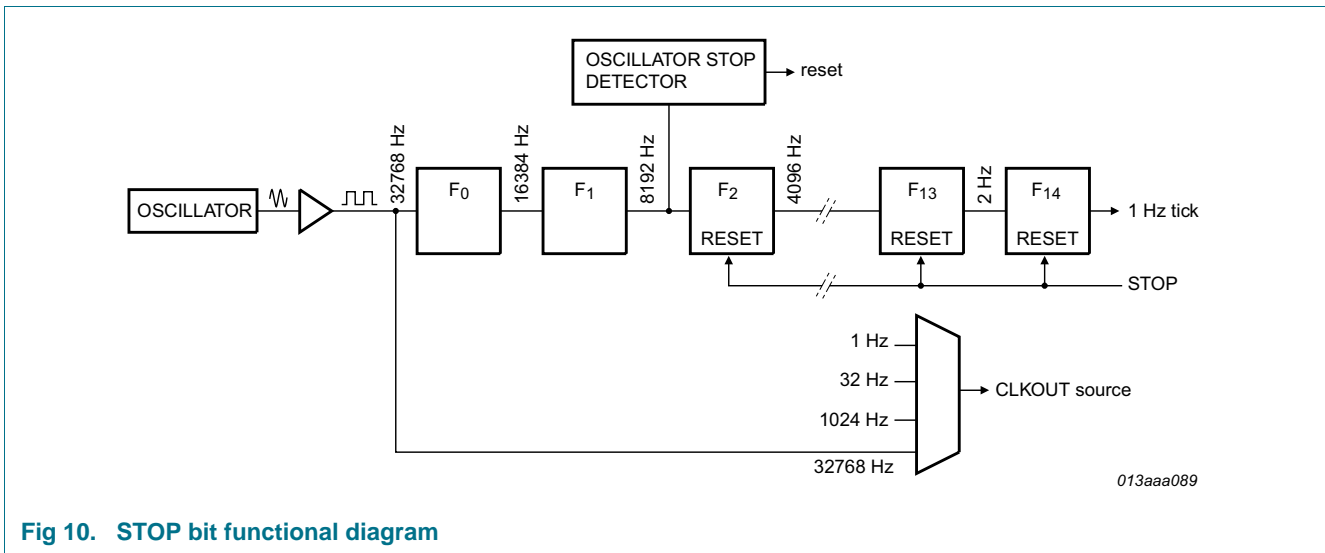 OSCILLATOR STOP
DETECTOR
reset
32768 Hz
16384 Hz
8192 Hz
4096 Hz
2 Hz
OSCILLATOR
F0
F1
F2
RESET
F13
RESET
F14
RESET
1 Hz tick
STOP
1 Hz
32 Hz
1024 Hz
32768 Hz
CLKOUT source
013aaa089
Fig 10. STOP bit functional diagram